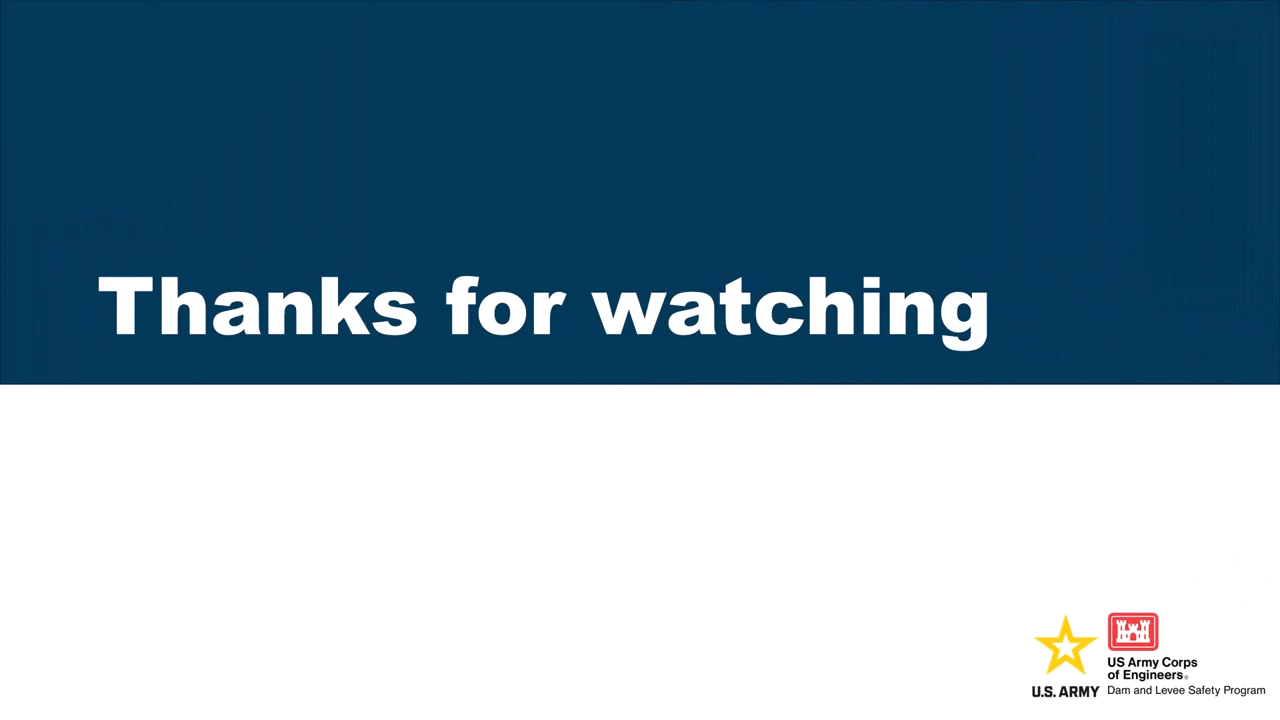 Thanks for watching
U.S. ARMY
US Army Corps
of Engineers®
Dam and Levee Safety Program